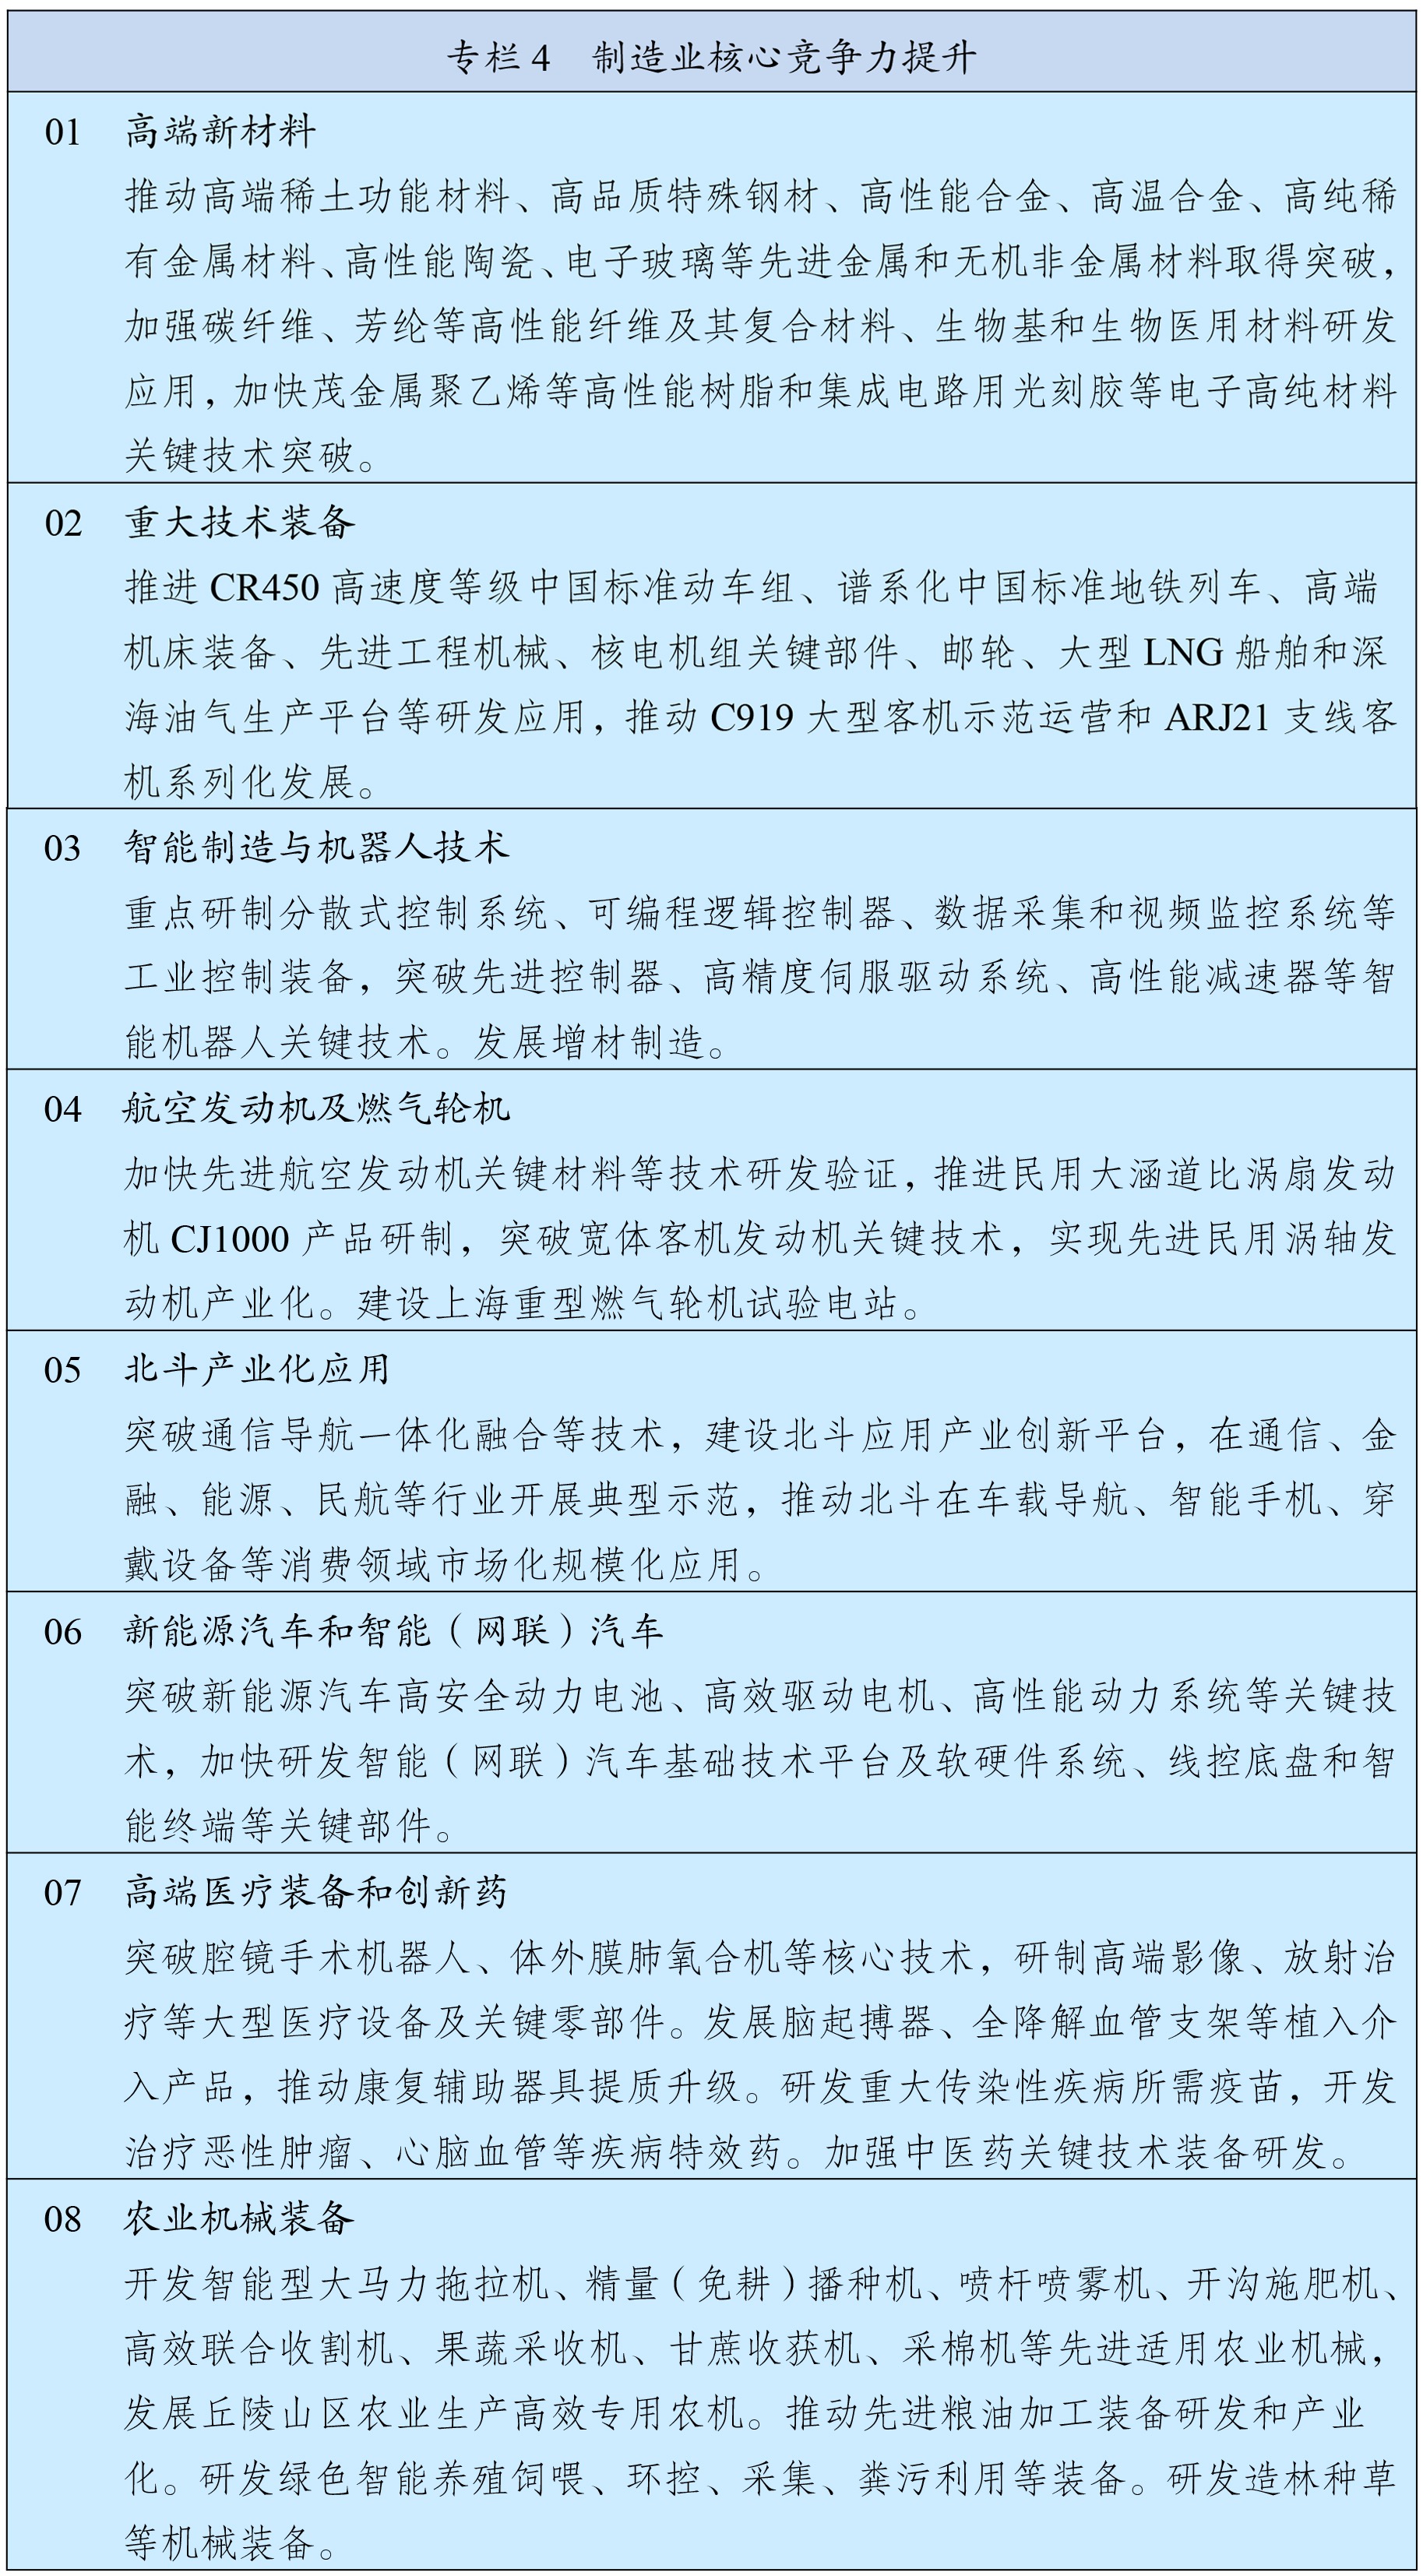 专栏 4　制造业核心竞争力提升
01　高端新材料
推动高端稀土功能材料、高品质特殊钢材、高性能合金、高温合金、高纯稀
有金属材料、高性能陶瓷、电子玻璃等先进金属和无机非金属材料取得突破，
加强碳纤维、芳纶等高性能纤维及其复合材料、生物基和生物医用材料研发
应用，加快茂金属聚乙烯等高性能树脂和集成电路用光刻胶等电子高纯材料
关键技术突破。
02　重大技术装备
推进 CR450 高速度等级中国标准动车组、谱系化中国标准地铁列车、高端
机床装备、先进工程机械、核电机组关键部件、邮轮、大型 LNG 船舶和深
海油气生产平台等研发应用，推动 C919 大型客机示范运营和 ARJ21 支线客
机系列化发展。
03　智能制造与机器人技术
重点研制分散式控制系统、可编程逻辑控制器、数据采集和视频监控系统等
工业控制装备，突破先进控制器、高精度伺服驱动系统、高性能减速器等智
能机器人关键技术。发展增材制造。
04　航空发动机及燃气轮机
加快先进航空发动机关键材料等技术研发验证，推进民用大涵道比涡扇发动
机 CJ1000 产品研制，突破宽体客机发动机关键技术，实现先进民用涡轴发
动机产业化。建设上海重型燃气轮机试验电站。
05　北斗产业化应用
突破通信导航一体化融合等技术，建设北斗应用产业创新平台，在通信、金
融、能源、民航等行业开展典型示范，推动北斗在车载导航、智能手机、穿
戴设备等消费领域市场化规模化应用。
06　新能源汽车和智能（网联）汽车
突破新能源汽车高安全动力电池、高效驱动电机、高性能动力系统等关键技
术，加快研发智能（网联）汽车基础技术平台及软硬件系统、线控底盘和智
能终端等关键部件。
07　高端医疗装备和创新药
突破腔镜手术机器人、体外膜肺氧合机等核心技术，研制高端影像、放射治
疗等大型医疗设备及关键零部件。发展脑起搏器、全降解血管支架等植入介
入产品，推动康复辅助器具提质升级。研发重大传染性疾病所需疫苗，开发
治疗恶性肿瘤、心脑血管等疾病特效药。加强中医药关键技术装备研发。
08　农业机械装备
开发智能型大马力拖拉机、精量（免耕）播种机、喷杆喷雾机、开沟施肥机、
高效联合收割机、果蔬采收机、甘蔗收获机、采棉机等先进适用农业机械，
发展丘陵山区农业生产高效专用农机。推动先进粮油加工装备研发和产业
化。研发绿色智能养殖饲喂、环控、采集、粪污利用等装备。研发造林种草
等机械装备。